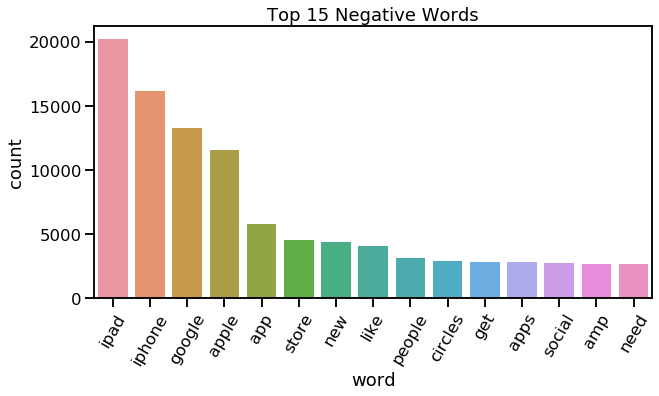 Top 15 Negative Words
count
20000
15000
10000
5000
0
ipad
iphone
google
apple
app
store
new
like
people
circles
get
apps
social
amp
need
word